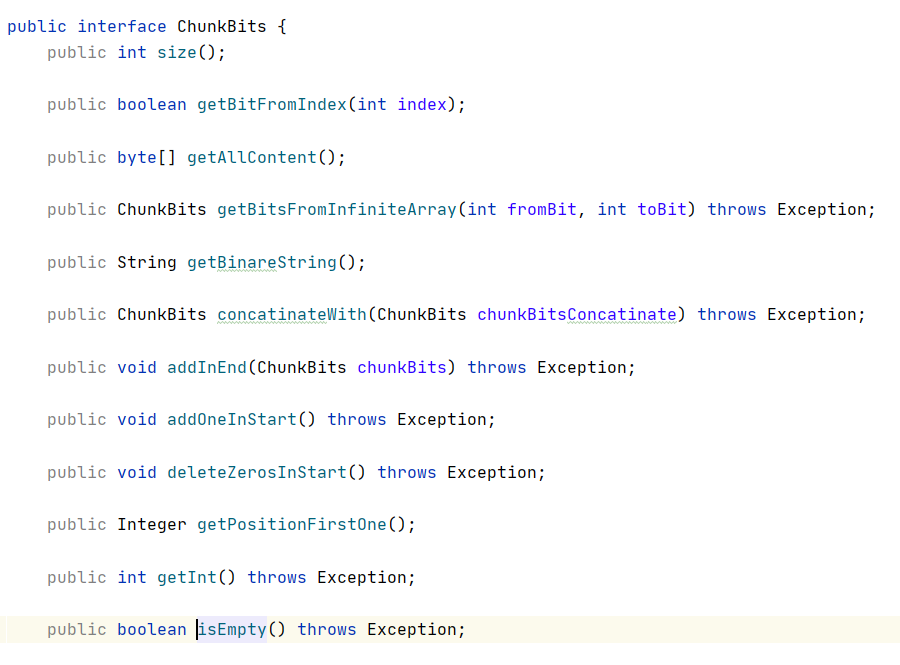 public interface ChunkBits {
public int size();
public boolean getBitFromIndex(int index);
public byte[] getAllContent();
public ChunkBits getBitsFromInfiniteArray(int fromBit, int toBit) throws Exception;
public String getBinareString();
public ChunkBits concatinateWith(ChunkBits chunkBitsConcatinate) throws Exception;
public void addInEnd(ChunkBits chunkBits) throws Exception;
public void addOneInStart() throws Exception;
public void deleteZerosInStart() throws Exception;
public Integer getPositionFirstOne();
public int getInt() throws Exception;
public boolean isEmpty() throws Exception;